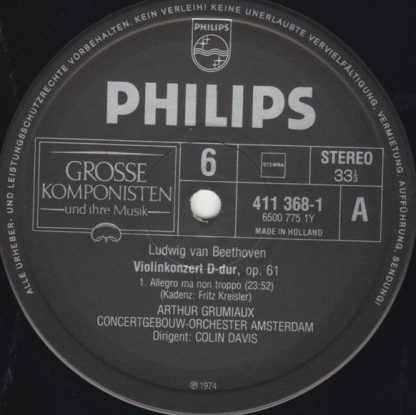 ALLE URHEBER- UND LEISTUNGSSCHUTZRECHTE VORBEHALTEN. KEIN VERLEIH! KEINE UNERLAUBTE VERVIELFÄLTIGUNG, VERMIETUNG, AUFFÜHRUNG, SENDUNG!
PHILIPS
PHILIPS
GROSSE
KOMPONISTEN
und ihre Musik
6
STEMRA
STEREO
33⅓
411 368-1
6500 775.1Y
MADE IN HOLLAND
A
Ludwig van Beethoven
Violinkonzert D-dur, op. 61
1. Allegro ma non troppo (23:52)
(Kadenz: Fritz Kreisler)
ARTHUR GRUMIAUX
CONCERTGEBOUW-ORCHESTER AMSTERDAM
Dirigent: COLIN DAVIS
℗ 1974